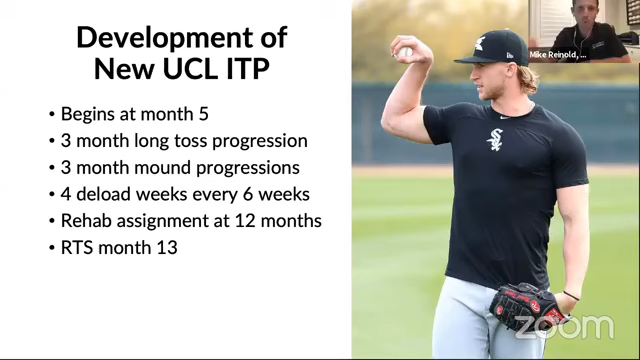 Development of
New UCL ITP
• Begins at month 5
• 3 month long toss progression
• 3 month mound progressions
• 4 deload weeks every 6 weeks
• Rehab assignment at 12 months
• RTS month 13
Mike Reinold, ...
zoom